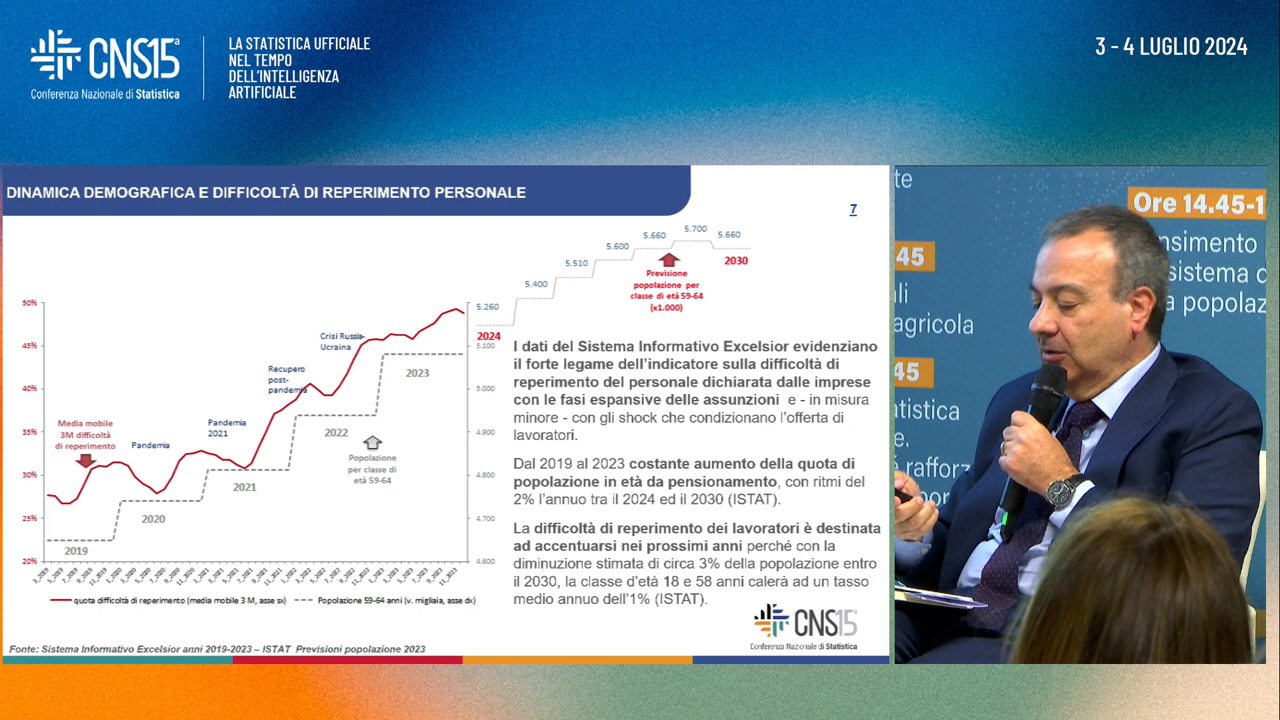 CNS15ª
Conferenza Nazionale di Statistica
LA STATISTICA UFFICIALE
NEL TEMPO
DELL'INTELLIGENZA
ARTIFICIALE
3 - 4 LUGLIO 2024
DINAMICA DEMOGRAFICA E DIFFICOLTÀ DI REPERIMENTO PERSONALE
7
5.260
5.400
5.510
5.600
5.660
5.700
5.660
2024
2030
Previsione
popolazione per
classe di età 59-64
(x1.000)
50%
45%
40%
35%
30%
25%
20%
5.100
5.000
4.900
4.800
4.700
4.600
Media mobile
3M difficoltà
di reperimento
Pandemia
Pandemia
2021
Recupero
post-
pandemia
Crisi Russia-
Ucraina
Popolazione
per classe di
età 59-64
2019
2020
2021
2022
2023
quota difficoltà di reperimento (media mobile 3 M, asse sx)
Popolazione 59-64 anni (v. migliaia, asse dx)
I dati del Sistema Informativo Excelsior evidenziano
il forte legame dell'indicatore sulla difficoltà di
reperimento del personale dichiarata dalle imprese
con le fasi espansive delle assunzioni e - in misura
minore - con gli shock che condizionano l'offerta di
lavoratori.
Dal 2019 al 2023 costante aumento della quota di
popolazione in età da pensionamento, con ritmi del
2% l'annuo tra il 2024 ed il 2030 (ISTAT).
La difficoltà di reperimento dei lavoratori è destinata
ad accentuarsi nei prossimi anni perché con la
diminuzione stimata di circa 3% della popolazione entro
il 2030, la classe d'età 18 e 58 anni calerà ad un tasso
medio annuo dell'1% (ISTAT).
CNS15ª
Conferenza Nazionale di Statistica
Fonte: Sistema Informativo Excelsior anni 2019-2023 – ISTAT Previsioni popolazione 2023
te
45
li
agricola
45
atistica
e.
rafforz
por
Ore 14.45-1
nsimento
sistema d
a popolaz